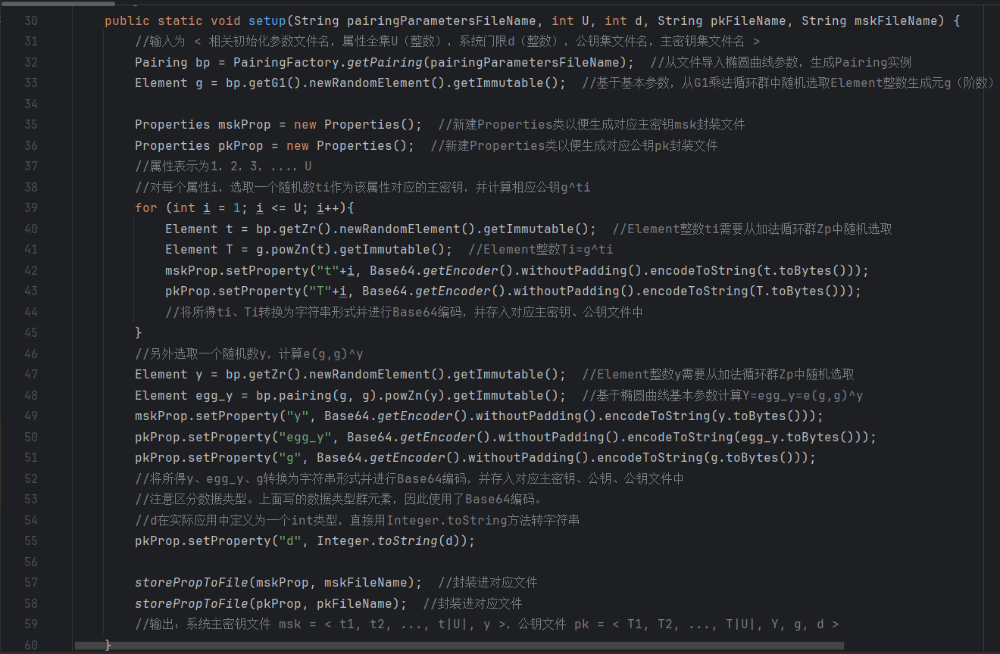 30 public static void setup(String pairingParametersFileName, int U, int d, String pkFileName, String mskFileName) {
31 //输入为 < 相关初始化参数文件名，属性全集U（整数），系统门限d（整数），公钥集文件名，主密钥集文件名 >
32 Pairing bp = PairingFactory.getPairing(pairingParametersFileName); //从文件导入椭圆曲线参数，生成Pairing实例
33 Element g = bp.getG1().newRandomElement().getImmutable(); //基于基本参数，从G1乘法循环群中随机选取Element整数生成元g（阶数）
34
35 Properties mskProp = new Properties(); //新建Properties类以便生成对应主密钥msk封装文件
36 Properties pkProp = new Properties(); //新建Properties类以便生成对应公钥pk封装文件
37 //属性表示为1，2，3，...，U
38 //对每个属性i，选取一个随机数ti作为该属性对应的主密钥，并计算相应公钥g^ti
39 for (int i = 1; i <= U; i++){
40 Element t = bp.getZr().newRandomElement().getImmutable(); //Element整数ti需要从加法循环群Zp中随机选取
41 Element T = g.powZn(t).getImmutable(); //Element整数Ti=g^ti
42 mskProp.setProperty("t"+i, Base64.getEncoder().withoutPadding().encodeToString(t.toBytes()));
43 pkProp.setProperty("T"+i, Base64.getEncoder().withoutPadding().encodeToString(T.toBytes()));
44 //将所得ti、Ti转换为字符串形式并进行Base64编码，并存入对应主密钥、公钥文件中
45 }
46 //另外选取一个随机数y，计算e(g,g)^y
47 Element y = bp.getZr().newRandomElement().getImmutable(); //Element整数y需要从加法循环群Zp中随机选取
48 Element egg_y = bp.pairing(g, g).powZn(y).getImmutable(); //基于椭圆曲线基本参数计算Y=egg_y=e(g,g)^y
49 mskProp.setProperty("y", Base64.getEncoder().withoutPadding().encodeToString(y.toBytes()));
50 pkProp.setProperty("egg_y", Base64.getEncoder().withoutPadding().encodeToString(egg_y.toBytes()));
51 pkProp.setProperty("g", Base64.getEncoder().withoutPadding().encodeToString(g.toBytes()));
52 //将所得y、egg_y、g转换为字符串形式并进行Base64编码，并存入对应主密钥、公钥、公钥文件中
53 //注意区分数据类型。上面写的数据类型群元素，因此使用了Base64编码。
54 //d在实际应用中定义为一个int类型，直接用Integer.toString方法转字符串
55 pkProp.setProperty("d", Integer.toString(d));
56
57 storePropToFile(mskProp, mskFileName); //封装进对应文件
58 storePropToFile(pkProp, pkFileName); //封装进对应文件
59 //输出：系统主密钥文件 msk = < t1, t2, ..., t|U|, y >，公钥文件 pk = < T1, T2, ..., T|U|, Y, g, d >
60 }